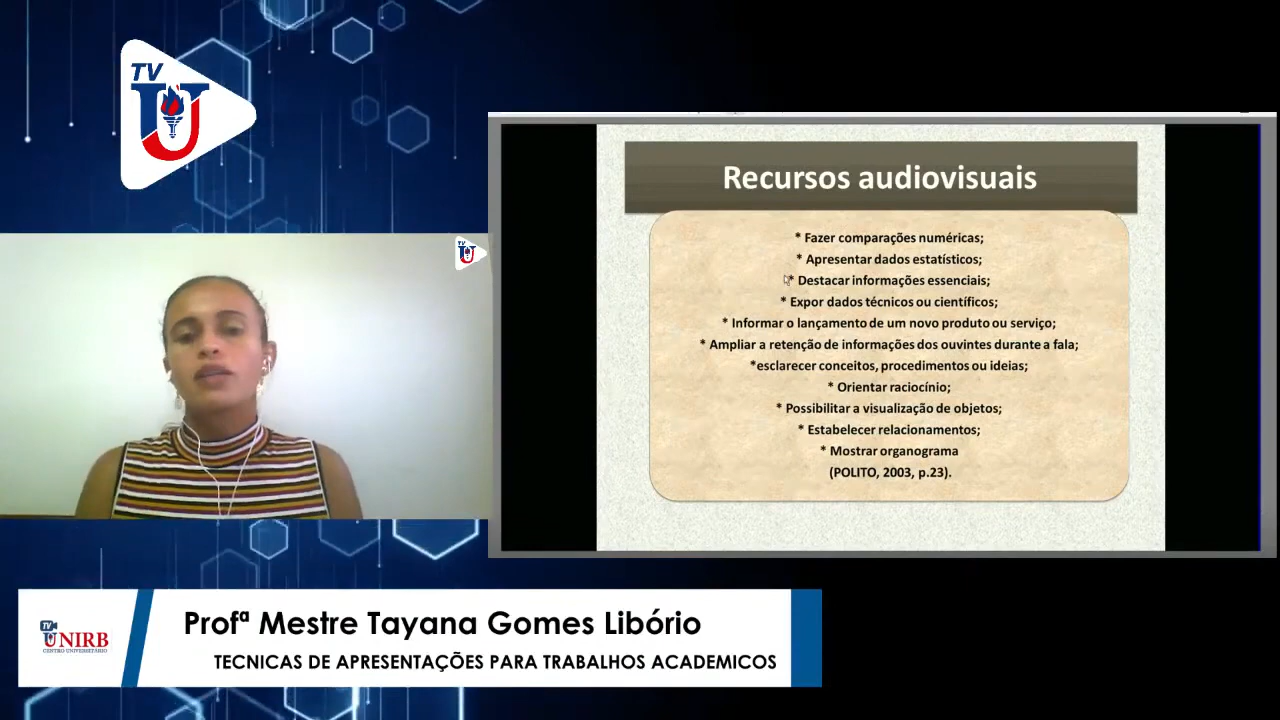 TV
U
TV
U
Recursos audiovisuais
* Fazer comparações numéricas;
* Apresentar dados estatísticos;
* Destacar informações essenciais;
* Expor dados técnicos ou científicos;
* Informar o lançamento de um novo produto ou serviço;
* Ampliar a retenção de informações dos ouvintes durante a fala;
*esclarecer conceitos, procedimentos ou ideias;
* Orientar raciocínio;
* Possibilitar a visualização de objetos;
* Estabelecer relacionamentos;
* Mostrar organograma
(POLITO, 2003, p.23).
TV
UNIRB
CENTRO UNIVERSITÁRIO
Profª Mestre Tayana Gomes Libório
TECNICAS DE APRESENTAÇÕES PARA TRABALHOS ACADEMICOS